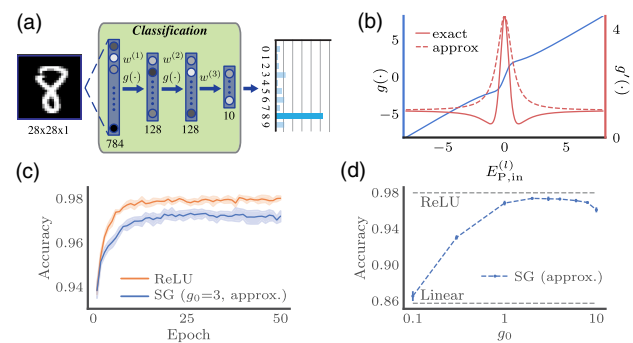 (a)
Classification
w(1)
w(2)
g(·)
g(·)
w(3)
28x28x1
784
128
128
10
0 1 2 3 4 5 6 7 8 9
(b)
exact
approx
5
0
−5
g(·)
4
2
0
g′(·)
−5
0
5
E(l)P,in
(c)
0.98
0.96
0.94
Accuracy
ReLU
SG (g0=3, approx.)
0
25
50
Epoch
(d)
0.98
0.94
0.90
0.86
Accuracy
ReLU
SG (approx.)
Linear
0.1
1
10
g0